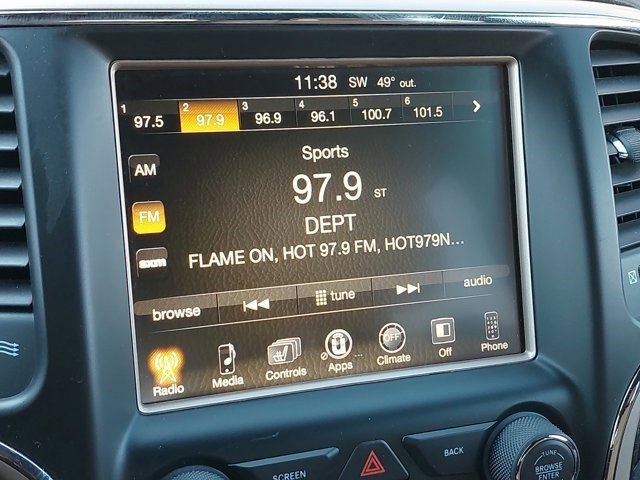 11:38 SW 49° out.
1 97.5 2 97.9 3 96.9 4 96.1 5 100.7 6 101.5
Sports
AM
97.9 ST
FM
DEPT
sxm FLAME ON, HOT 97.9 FM, HOT979N...
browse tune audio
Radio Media Controls Apps... OFF Climate Off Phone
SCREEN BACK TUNE
BROWSE
ENTER